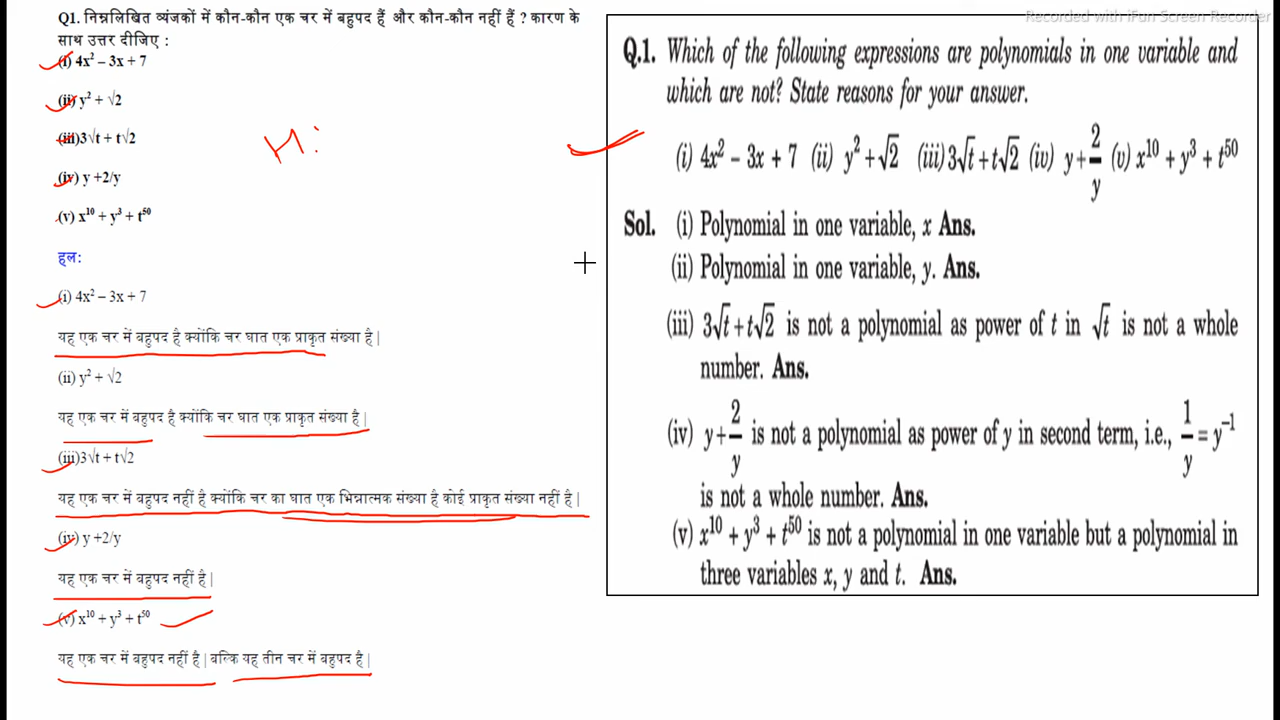 Q1. निम्नलिखित व्यंजकों में कौन-कौन एक चर में बहुपद हैं और कौन-कौन नहीं हैं ? कारण के
साथ उत्तर दीजिए :
(i) 4x² – 3x + 7
(ii) y² + √2
(iii)3√t + t√2
(iv) y +2/y
(v) x¹⁰ + y³ + t⁵⁰
हल:
(i) 4x² – 3x + 7
यह एक चर में बहुपद है क्योंकि चर घात एक प्राकृत संख्या है |
(ii) y² + √2
यह एक चर में बहुपद है क्योंकि चर घात एक प्राकृत संख्या है |
(iii)3√t + t√2
यह एक चर में बहुपद नहीं है क्योंकि चर का घात एक भिन्नात्मक संख्या है कोई प्राकृत संख्या नहीं है |
(iv) y +2/y
यह एक चर में बहुपद नहीं है |
(v) x¹⁰ + y³ + t⁵⁰
यह एक चर में बहुपद नहीं है | बल्कि यह तीन चर में बहुपद है |
Recorded with iFun Screen Recorder
Q.1. Which of the following expressions are polynomials in one variable and
which are not? State reasons for your answer.
(i) 4x² – 3x + 7 (ii) y² + √2 (iii) 3√t + t√2 (iv) y + 2/y (v) x¹⁰ + y³ + t⁵⁰
Sol. (i) Polynomial in one variable, x Ans.
(ii) Polynomial in one variable, y. Ans.
(iii) 3√t + t√2 is not a polynomial as power of t in √t is not a whole
number. Ans.
(iv) y + 2/y is not a polynomial as power of y in second term, i.e., 1/y = y⁻¹
is not a whole number. Ans.
(v) x¹⁰ + y³ + t⁵⁰ is not a polynomial in one variable but a polynomial in
three variables x, y and t. Ans.